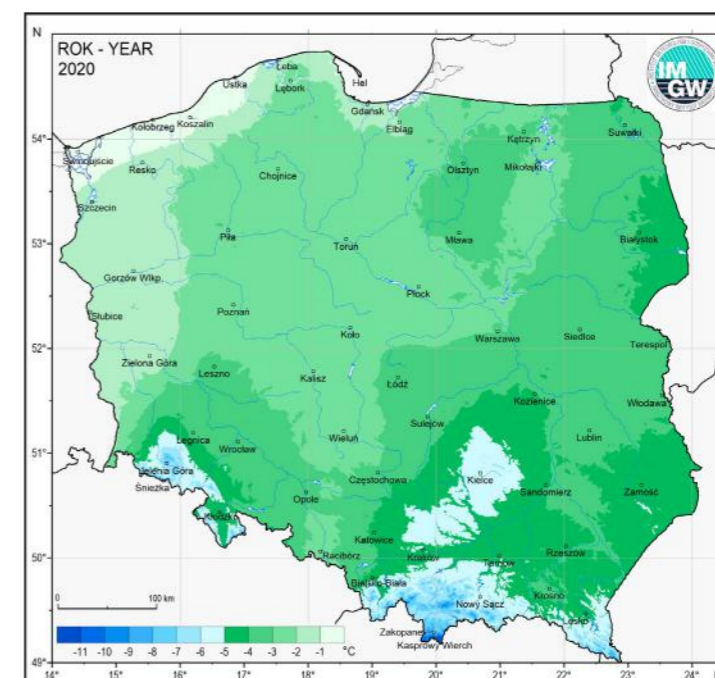 N
ROK - YEAR
2020
IM
GW
Łeba
Ustka
Hel
Lębork
Gdańsk
Kołobrzeg
Koszalin
Elbląg
54°
Kętrzyn
Suwałki
Świnoujście
Resko
Chojnice
Olsztyn
Mikołajki
Szczecin
53°
Piła
Toruń
Mława
Białystok
Gorzów Wlkp.
Płock
Słubice
Poznań
Koło
Warszawa
Siedlce
52°
Terespol
Zielona Góra
Leszno
Kalisz
Łódź
Kozienice
Włodawa
Sulejów
51°
Legnica
Wrocław
Wieluń
Lublin
Jelenia Góra
Śnieżka
Częstochowa
Kielce
Opole
Sandomierz
Zamość
Kłodzko
Katowice
50°
Racibórz
Kraków
Tarnów
Rzeszów
Bielsko-Biała
0
100 km
Nowy Sącz
Krosno
Lesko
Zakopane
Kasprowy Wierch
-11 -10 -9 -8 -7 -6 -5 -4 -3 -2 -1 °C
49°
14° 15° 16° 17° 18° 19° 20° 21° 22° 23° 24°